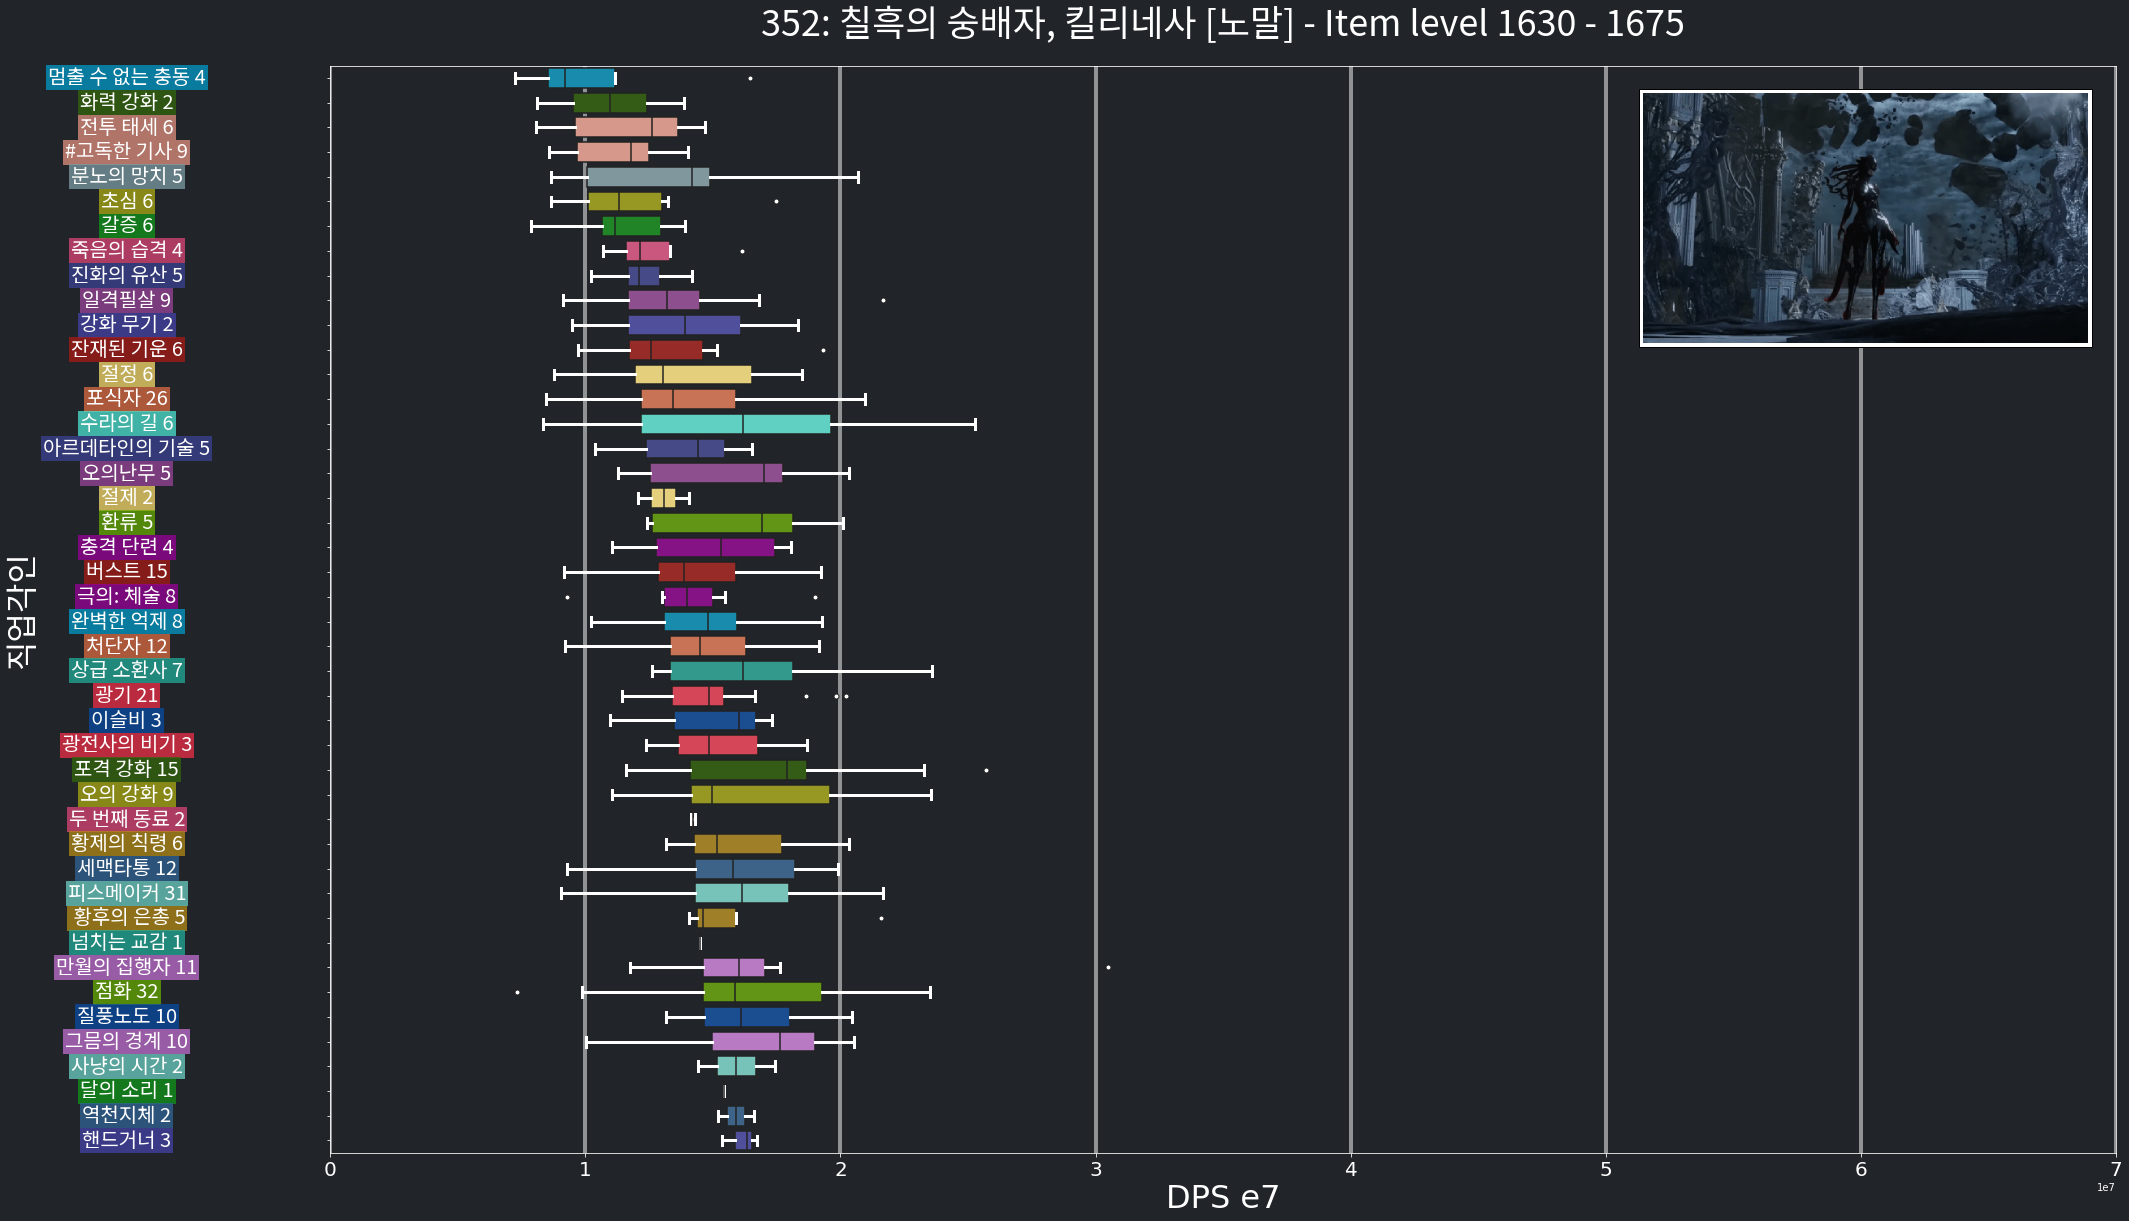 352: 칠흑의 숭배자, 킬리네사 [노말] - Item level 1630 - 1675
멈출 수 없는 충동 4
화력 강화 2
전투 태세 6
#고독한 기사 9
분노의 망치 5
초심 6
갈증 6
죽음의 습격 4
진화의 유산 5
일격필살 9
강화 무기 2
잔재된 기운 6
절정 6
포식자 26
수라의 길 6
아르데타인의 기술 5
오의난무 5
절제 2
환류 5
충격 단련 4
버스트 15
극의: 체술 8
완벽한 억제 8
처단자 12
상급 소환사 7
광기 21
이슬비 3
광전사의 비기 3
포격 강화 15
오의 강화 9
두 번째 동료 2
황제의 칙령 6
세맥타통 12
피스메이커 31
황후의 은총 5
넘치는 교감 1
만월의 집행자 11
점화 32
질풍노도 10
그믐의 경계 10
사냥의 시간 2
달의 소리 1
역천지체 2
핸드거너 3
직업각인
0 1 2 3 4 5 6 7
1e7
DPS e7